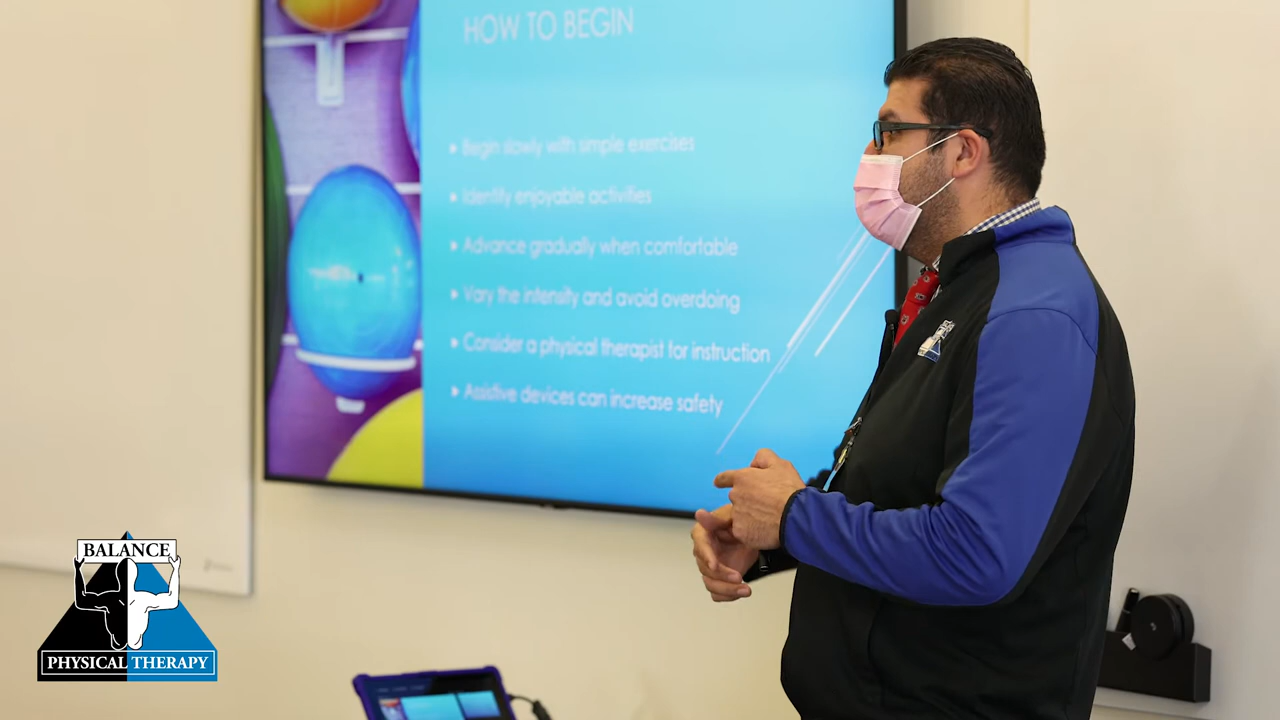 HOW TO BEGIN
Begin slowly with simple exercises
Identify enjoyable activities
Advance gradually when comfortable
Vary the intensity and avoid overdoing
Consider a physical therapist for instruction
Assistive devices can increase safety
BALANCE
PHYSICAL THERAPY